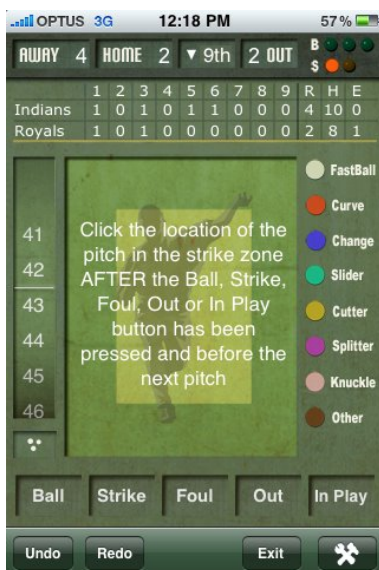 OPTUS 3G 12:18 PM 57%
AWAY 4 HOME 2 ▼ 9th 2 OUT B S
1 2 3 4 5 6 7 8 9 R H E
Indians 1 0 1 0 1 1 0 0 0 4 10 0
Royals 1 0 1 0 0 0 0 0 0 2 8 1
FastBall
Curve
Change
Slider
Cutter
Splitter
Knuckle
Other
41
42
43
44
45
46
Click the location of the
pitch in the strike zone
AFTER the Ball, Strike,
Foul, Out or In Play
button has been
pressed and before the
next pitch
Ball Strike Foul Out In Play
Undo Redo Exit